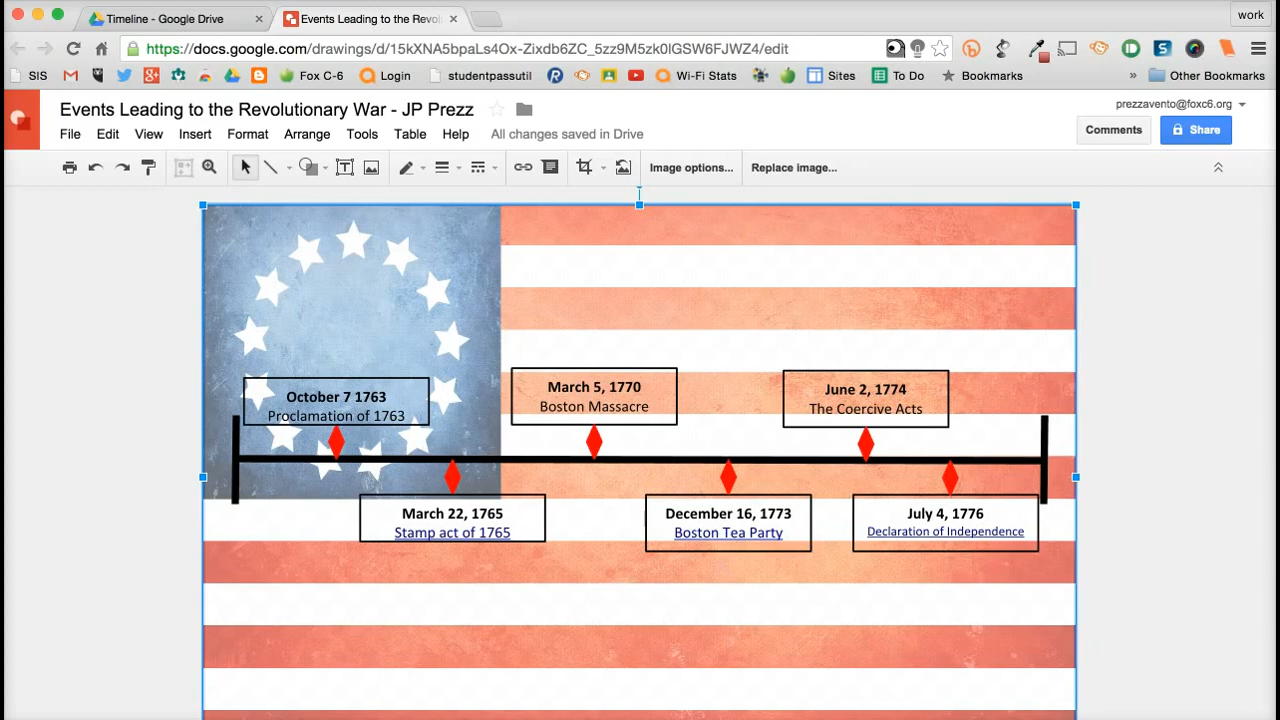 Timeline - Google Drive
Events Leading to the Revol
work
https://docs.google.com/drawings/d/15kXNA5bpaLs4Ox-Zixdb6ZC_5zz9M5zk0lGSW6FJWZ4/edit
SIS
Fox C-6
Login
studentpassutil
Wi-Fi Stats
Sites
To Do
Bookmarks
» Other Bookmarks
Events Leading to the Revolutionary War - JP Prezz
prezzavento@foxc6.org
File Edit View Insert Format Arrange Tools Table Help All changes saved in Drive
Comments
Share
Image options...
Replace image...
October 7 1763
Proclamation of 1763
March 5, 1770
Boston Massacre
June 2, 1774
The Coercive Acts
March 22, 1765
Stamp act of 1765
December 16, 1773
Boston Tea Party
July 4, 1776
Declaration of Independence